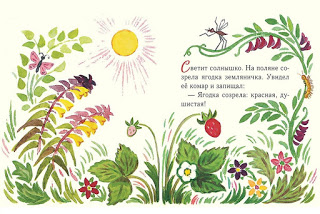 Светит солнышко. На поляне со-
зрела ягодка земляничка. Увидел
её комар и запищал:
— Ягодка созрела: красная, ду-
шистая!